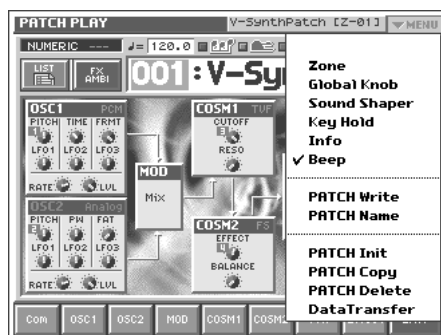 PATCH PLAY V-SynthPatch [Z-01] MENU
NUMERIC --- ♩= 120.0
LIST FX AMBI 001:V-Sy
Zone
Global Knob
Sound Shaper
Key Hold
Info
✓ Beep
PATCH Write
PATCH Name
PATCH Init
PATCH Copy
PATCH Delete
DataTransfer
OSC1 PCM
PITCH TIME FRMT
1
LFO1 LFO2 LFO3
RATE LVL
OSC2 Analog
PITCH PW FAT
2
LFO1 LFO2 LFO3
RATE LVL
MOD
Mix
COSM1 TVF
CUTOFF
3
RESO
COSM2 FS
EFFECT
4
BALANCE
Com OSC1 OSC2 MOD COSM1 COSM2